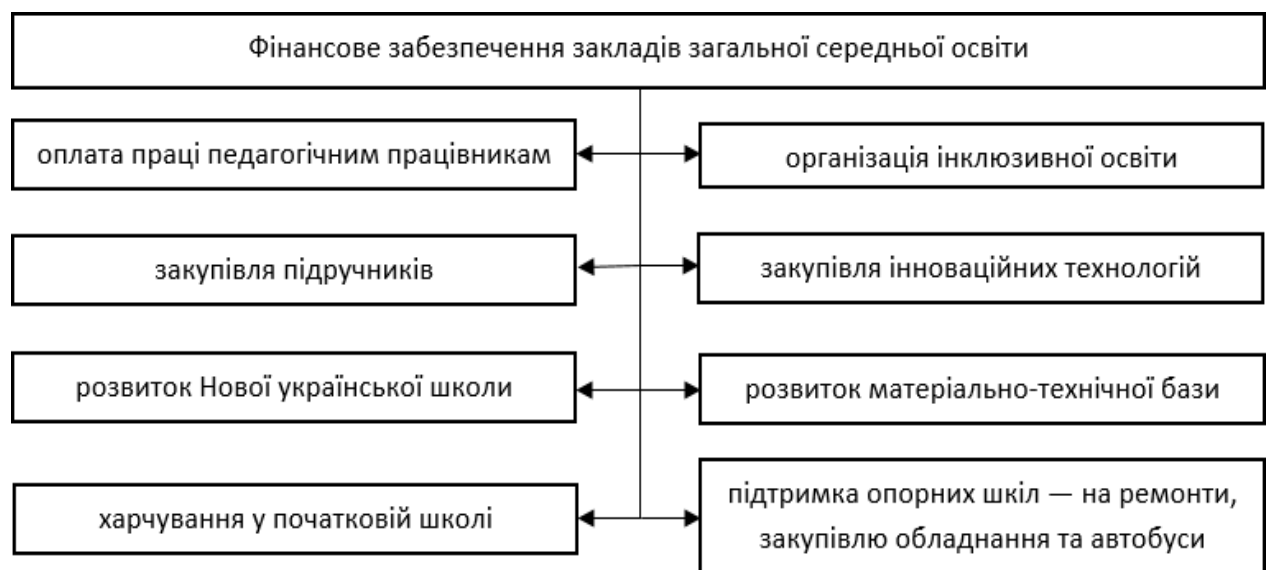 Фінансове забезпечення закладів загальної середньої освіти
оплата праці педагогічним працівникам
організація інклюзивної освіти
закупівля підручників
закупівля інноваційних технологій
розвиток Нової української школи
розвиток матеріально-технічної бази
харчування у початковій школі
підтримка опорних шкіл — на ремонти,
закупівлю обладнання та автобуси